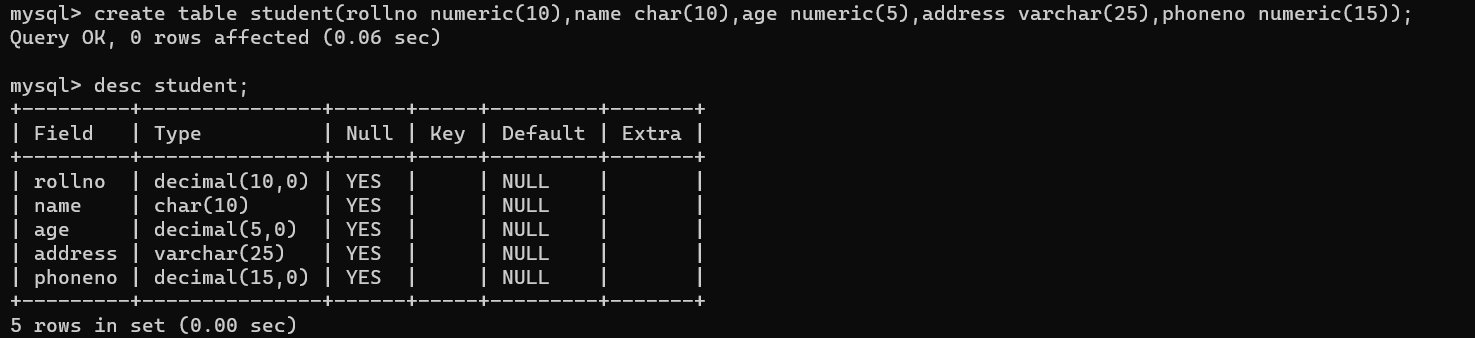 mysql> create table student(rollno numeric(10),name char(10),age numeric(5),address varchar(25),phoneno numeric(15));
Query OK, 0 rows affected (0.06 sec)
mysql> desc student;
+---------+---------------+------+-----+---------+-------+
| Field   | Type          | Null | Key | Default | Extra |
+---------+---------------+------+-----+---------+-------+
| rollno  | decimal(10,0) | YES  |     | NULL    |       |
| name    | char(10)      | YES  |     | NULL    |       |
| age     | decimal(5,0)  | YES  |     | NULL    |       |
| address | varchar(25)   | YES  |     | NULL    |       |
| phoneno | decimal(15,0) | YES  |     | NULL    |       |
+---------+---------------+------+-----+---------+-------+
5 rows in set (0.00 sec)